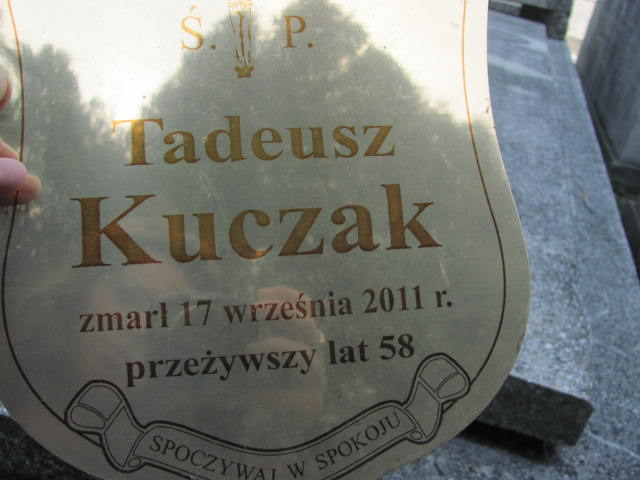 Ś. P.
Tadeusz
Kuczak
zmarł 17 września 2011 r.
przeżywszy lat 58
SPOCZYWAJ W SPOKOJU